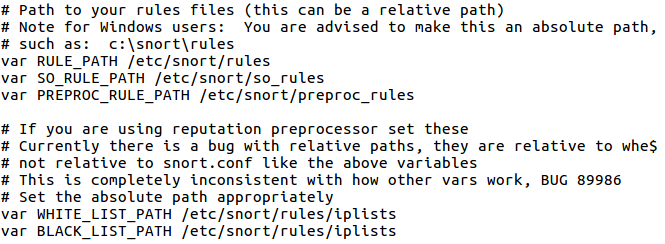 # Path to your rules files (this can be a relative path)
# Note for Windows users:  You are advised to make this an absolute path,
# such as:  c:\snort\rules
var RULE_PATH /etc/snort/rules
var SO_RULE_PATH /etc/snort/so_rules
var PREPROC_RULE_PATH /etc/snort/preproc_rules

# If you are using reputation preprocessor set these
# Currently there is a bug with relative paths, they are relative to whe$
# not relative to snort.conf like the above variables
# This is completely inconsistent with how other vars work, BUG 89986
# Set the absolute path appropriately
var WHITE_LIST_PATH /etc/snort/rules/iplists
var BLACK_LIST_PATH /etc/snort/rules/iplists